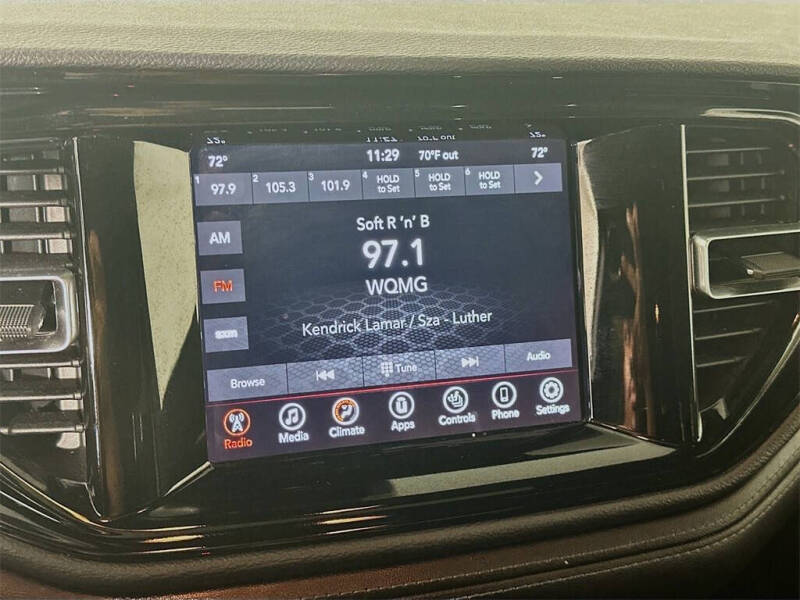 72° 11:29 70°F out 72°
1 97.9 2 105.3 3 101.9 4 HOLD to Set 5 HOLD to Set 6 HOLD to Set
Soft R 'n' B
AM
97.1
FM
WQMG
SXM
Kendrick Lamar / Sza - Luther
Browse Tune Audio
Radio Media Climate Apps Controls Phone Settings